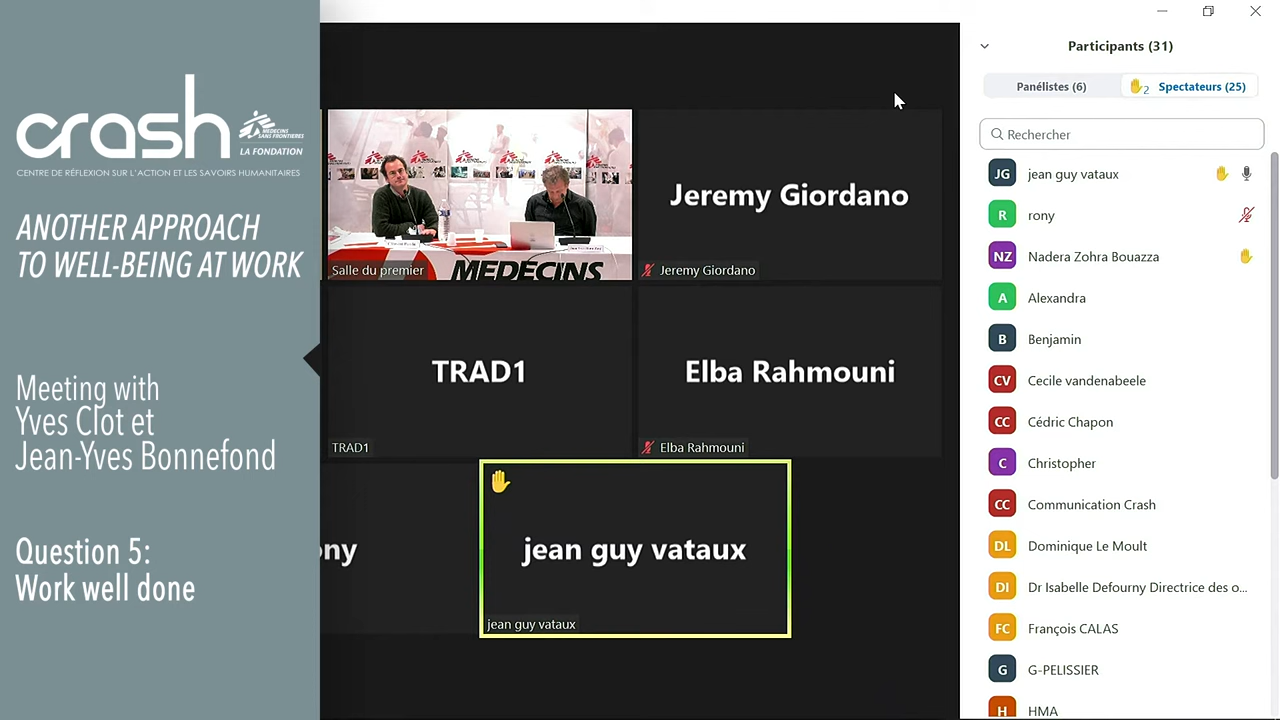 crash
MEDECINS
SANS FRONTIERES
LA FONDATION
CENTRE DE RÉFLEXION SUR L'ACTION ET LES SAVOIRS HUMANITAIRES
ANOTHER APPROACH
TO WELL-BEING AT WORK
Meeting with
Yves Clot et
Jean-Yves Bonnefond
Question 5:
Work well done
MEDECINS
Salle du premier
Jeremy Giordano
Jeremy Giordano
TRAD1
TRAD1
Elba Rahmouni
Elba Rahmouni
ony
jean guy vataux
jean guy vataux
Participants (31)
Panélistes (6)
2
Spectateurs (25)
Rechercher
JG jean guy vataux
R rony
NZ Nadera Zohra Bouazza
A Alexandra
B Benjamin
CV Cecile vandenabeele
CC Cédric Chapon
C Christopher
CC Communication Crash
DL Dominique Le Moult
DI Dr Isabelle Defourny Directrice des o...
FC François CALAS
G G-PELISSIER
H HMA